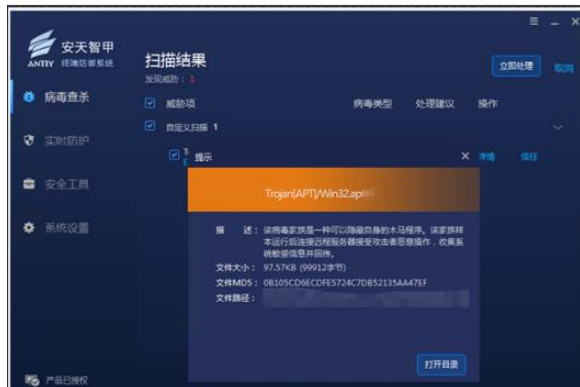 安天智甲
ANTIY 终端防御系统
扫描结果
发现威胁：1
立即处理
取消
病毒查杀
实时防护
安全工具
系统设置
产品已授权
威胁项 病毒类型 处理建议 操作
自定义扫描 1
详情 信任
提示
Trojan[APT]/Win32.ap
描 述：该病毒家族是一种可以隐藏自身的木马程序。该家族样
本运行后连接远程服务器接受攻击者恶意操作，收集系
统敏感信息并回传。
文件大小：97.57KB (99912字节)
文件MD5：0B105CD6ECDFE5724C7DB52135AA47EF
文件路径：
打开目录